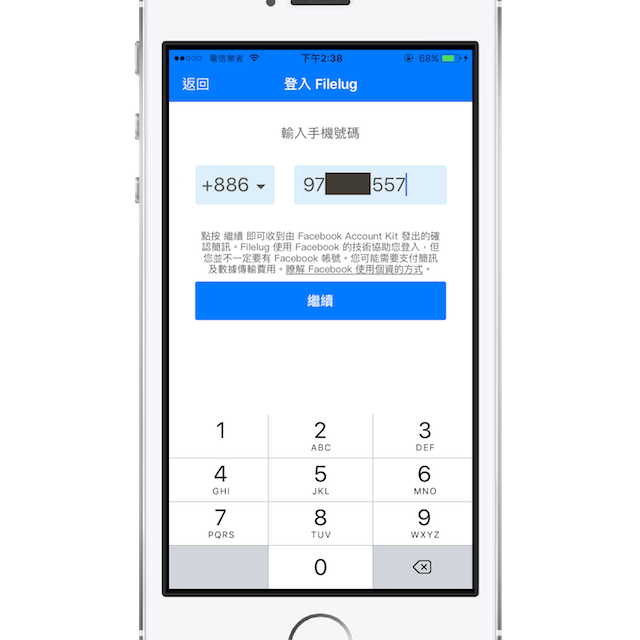 電信業者 下午2:38 68%
返回 登入 Filelug
輸入手機號碼
+886 97 557
點按 繼續 即可收到由 Facebook Account Kit 發出的確
認簡訊。Filelug 使用 Facebook 的技術協助您登入，但
您並不一定要有 Facebook 帳號。您可能需要支付簡訊
及數據傳輸費用。瞭解 Facebook 使用個資的方式。
繼續
1 2 3
ABC DEF
4 5 6
GHI JKL MNO
7 8 9
PQRS TUV WXYZ
0